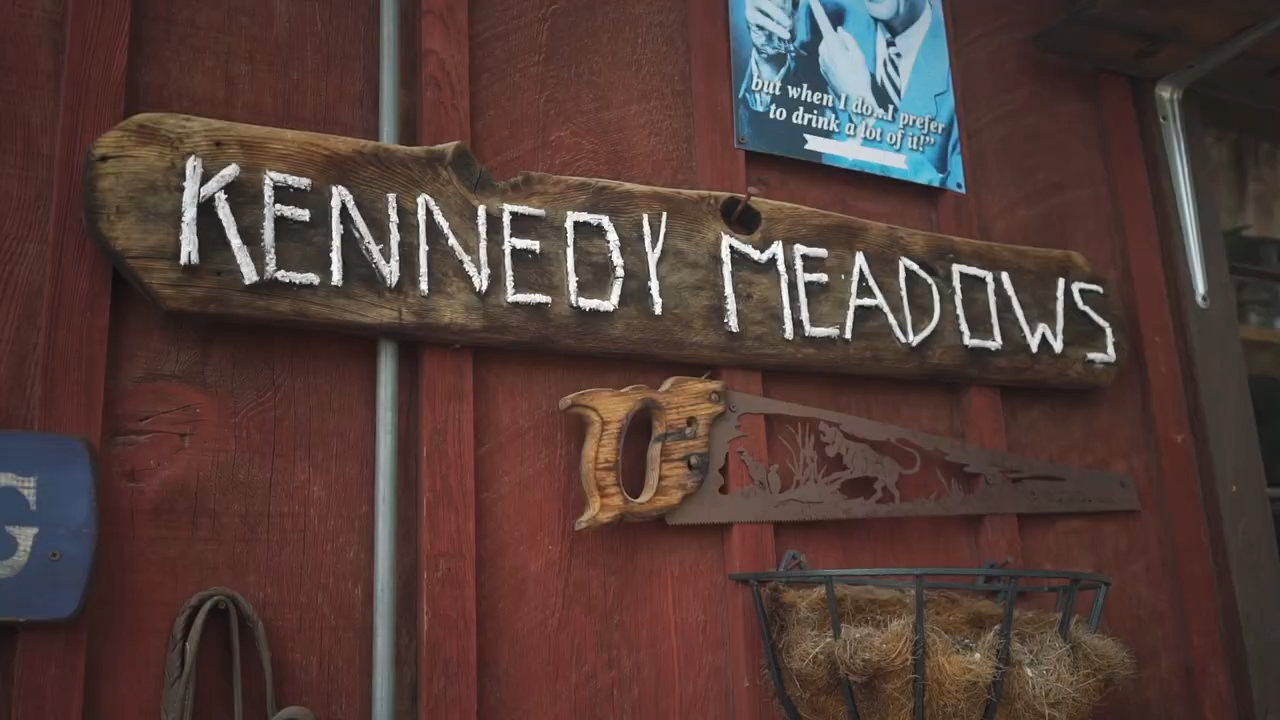 but when I do...I prefer
to drink a lot of it!”
KENNEDY MEADOWS
G